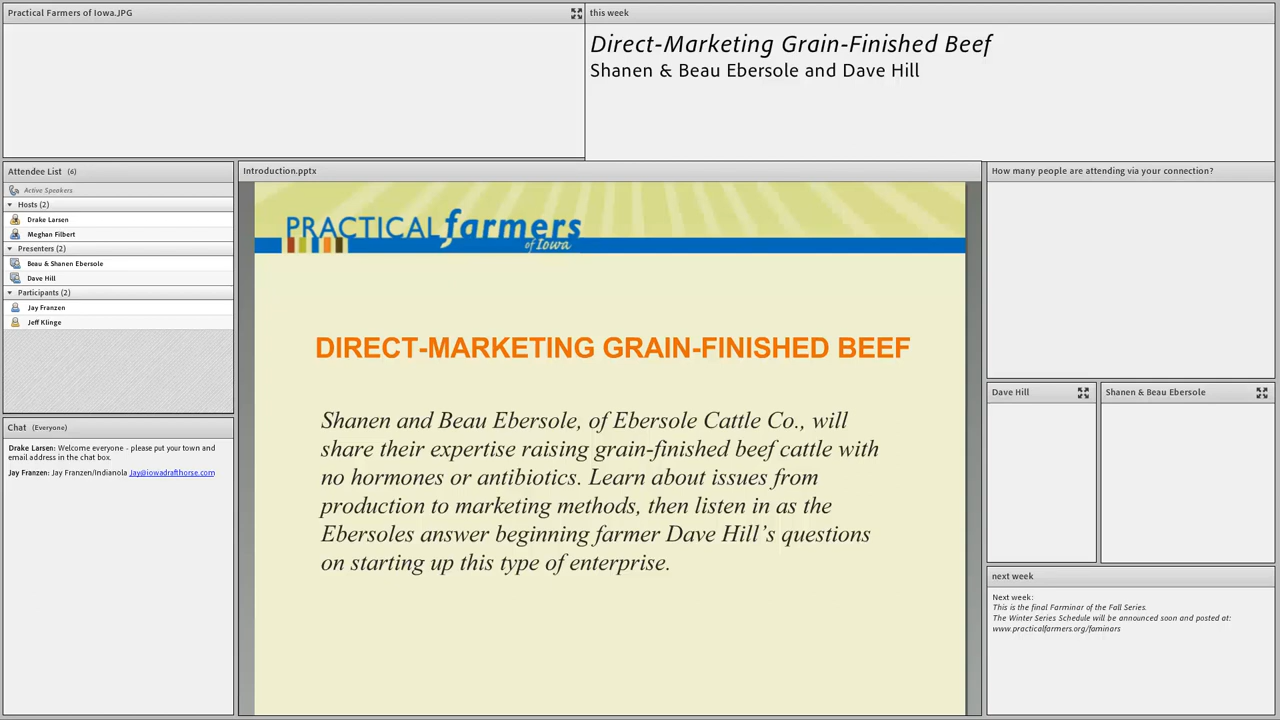 Practical Farmers of Iowa.JPG
this week
Direct-Marketing Grain-Finished Beef
Shanen & Beau Ebersole and Dave Hill
Attendee List (6)
Active Speakers
Hosts (2)
Drake Larsen
Meghan Filbert
Presenters (2)
Beau & Shanen Ebersole
Dave Hill
Participants (2)
Jay Franzen
Jeff Klinge
Chat (Everyone)
Drake Larsen: Welcome everyone - please put your town and
email address in the chat box.
Jay Franzen: Jay Franzen/Indianola Jay@iowadrafthorse.com
Introduction.pptx
PRACTICAL farmers
of Iowa
DIRECT-MARKETING GRAIN-FINISHED BEEF
Shanen and Beau Ebersole, of Ebersole Cattle Co., will
share their expertise raising grain-finished beef cattle with
no hormones or antibiotics. Learn about issues from
production to marketing methods, then listen in as the
Ebersoles answer beginning farmer Dave Hill’s questions
on starting up this type of enterprise.
How many people are attending via your connection?
Dave Hill
Shanen & Beau Ebersole
next week
Next week:
This is the final Farminar of the Fall Series.
The Winter Series Schedule will be announced soon and posted at:
www.practicalfarmers.org/faminars